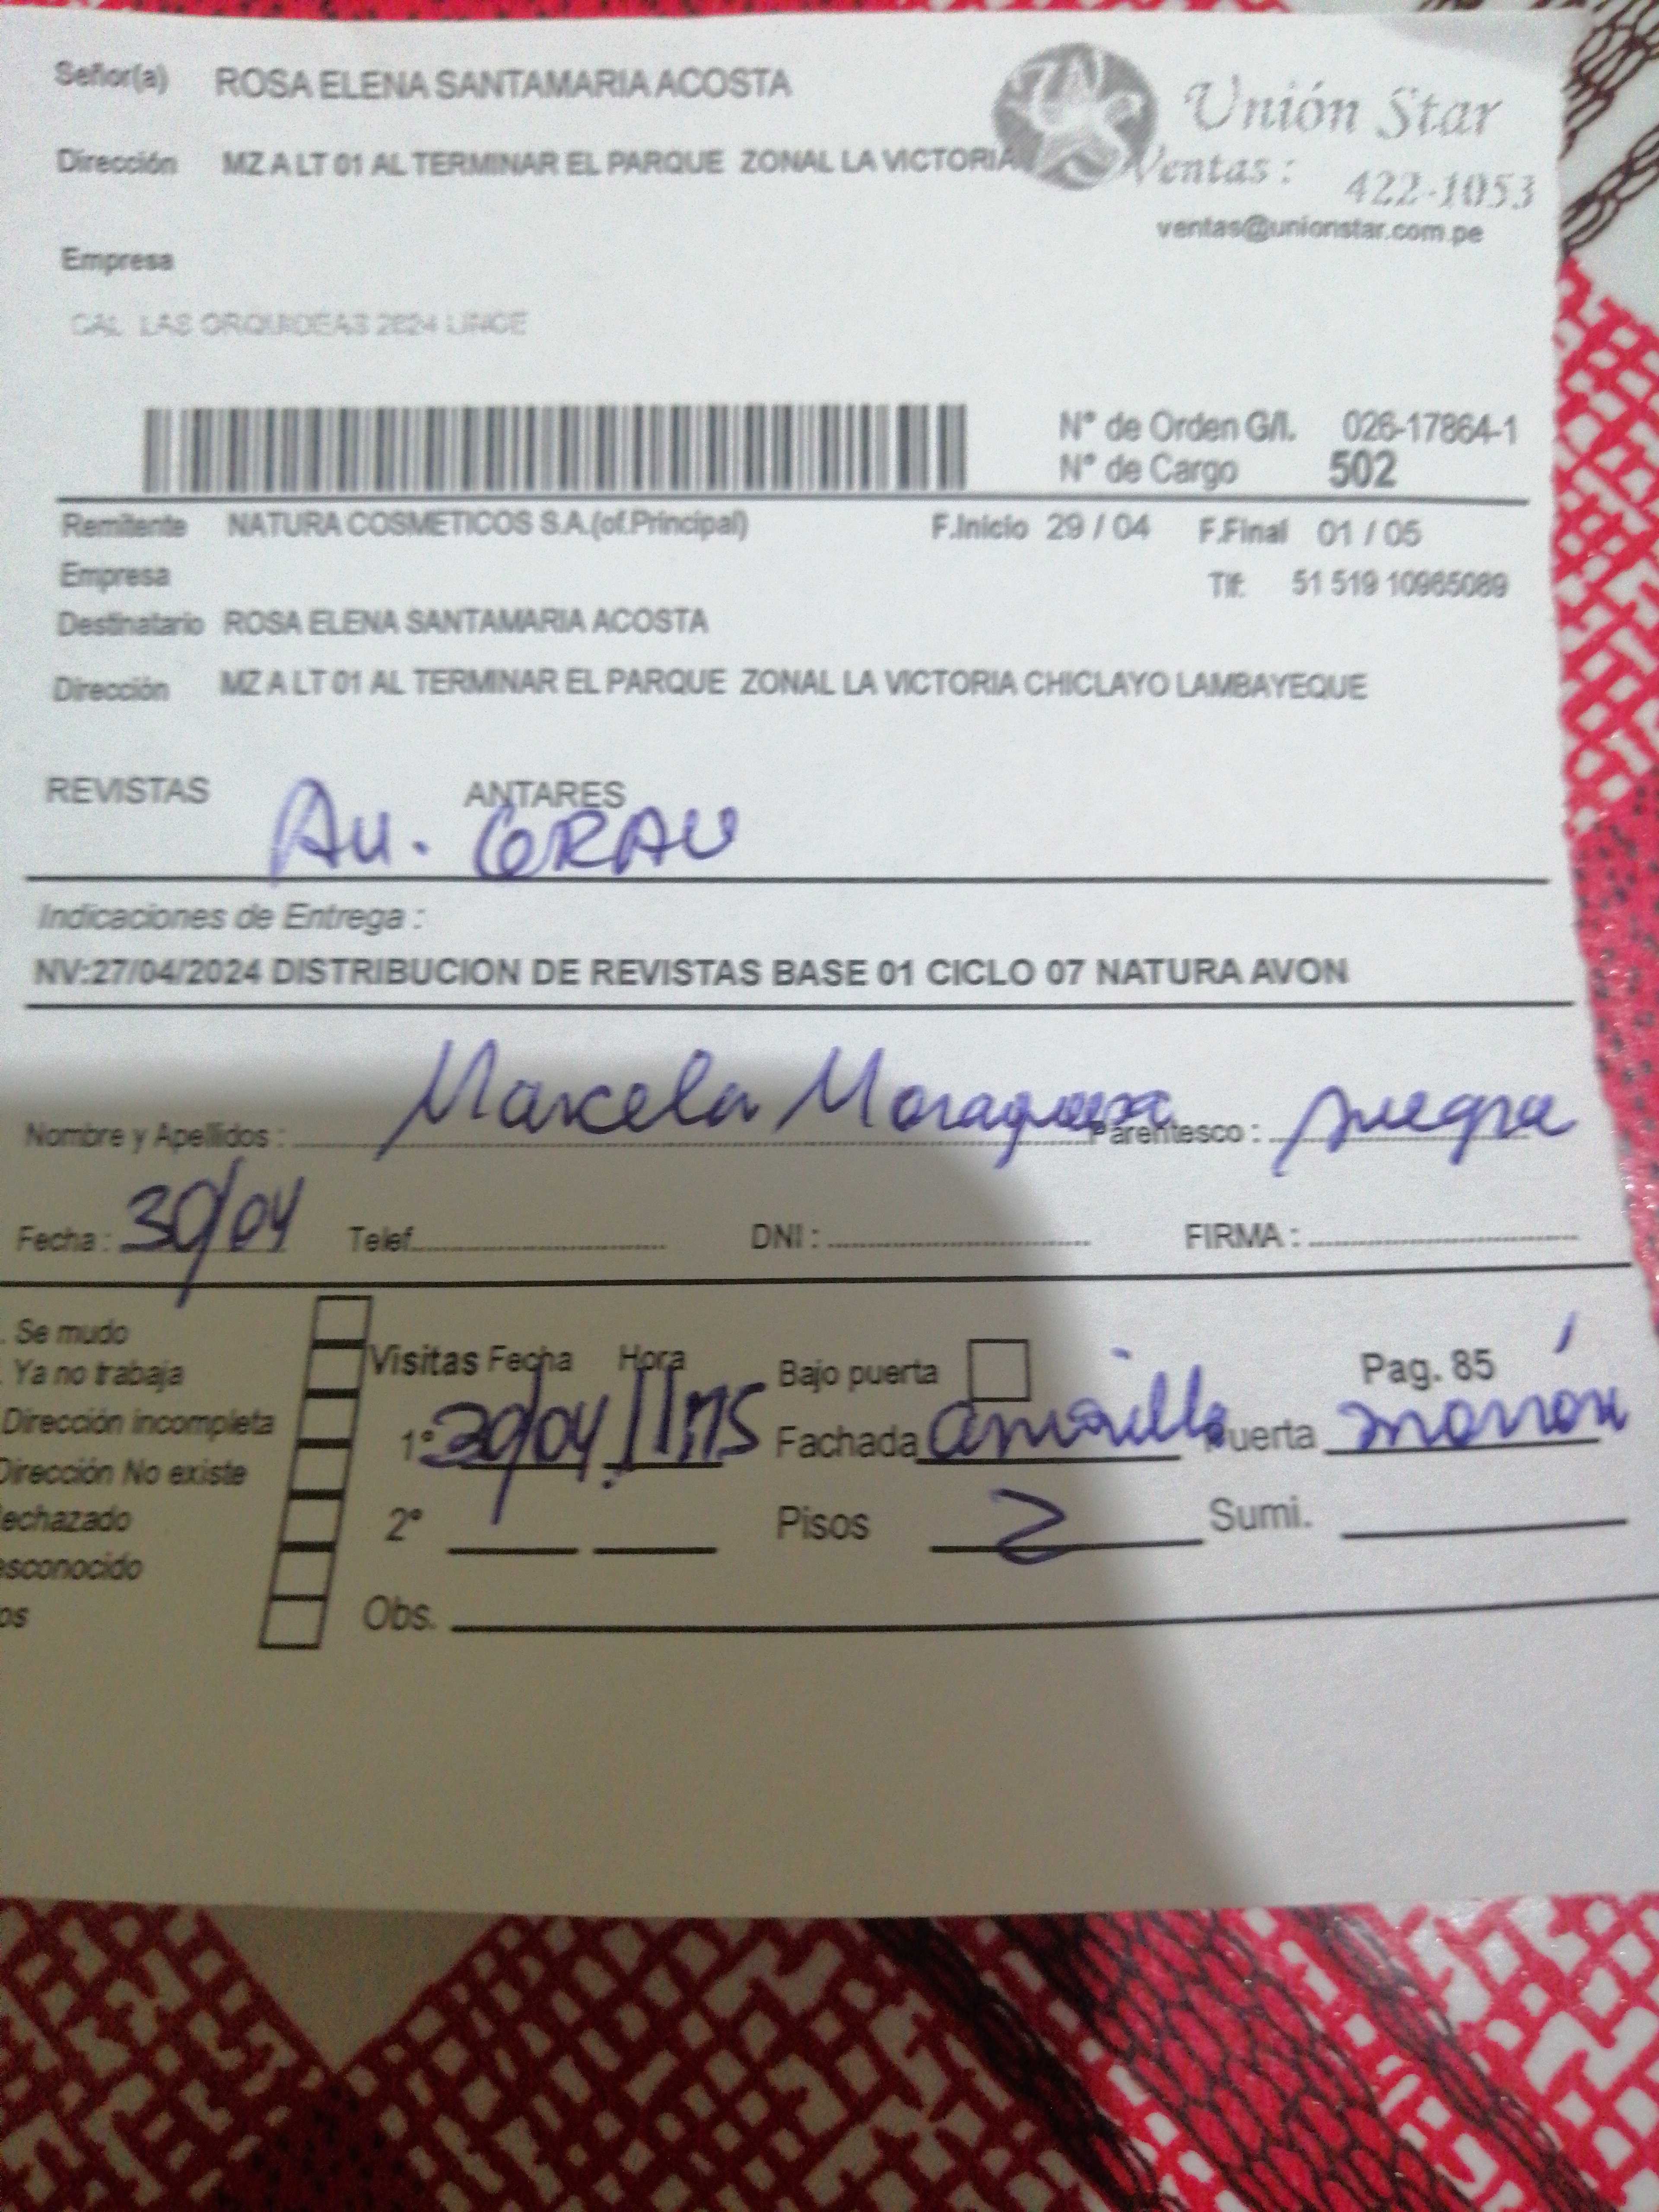 Señor(a) ROSA ELENA SANTAMARIA ACOSTA
Unión Star
Dirección MZ A LT 01 AL TERMINAR EL PARQUE ZONAL LA VICTORIA
Ventas : 422-1053
ventas@unionstar.com.pe
Empresa
CAL LAS ORQUIDEAS 2624 LINCE
N° de Orden G/I. 026-17864-1
N° de Cargo 502
Remitente NATURA COSMETICOS S.A.(of.Principal) F.Inicio 29 / 04 F.Final 01 / 05
Empresa Tlf: 51 519 10965089
Destinatario ROSA ELENA SANTAMARIA ACOSTA
Dirección MZ A LT 01 AL TERMINAR EL PARQUE ZONAL LA VICTORIA CHICLAYO LAMBAYEQUE
REVISTAS ANTARES
Av. GRAU
Indicaciones de Entrega :
NV:27/04/2024 DISTRIBUCION DE REVISTAS BASE 01 CICLO 07 NATURA AVON
Nombre y Apellidos : Marcela Parentesco : suegra
Fecha : 30/04 Telef. DNI : FIRMA :
. Se mudo
. Ya no trabaja
Dirección incompleta
Dirección No existe
echazado
esconocido
os
Visitas Fecha Hora Bajo puerta Pag. 85
1° 30/04 11:15 Fachada amarilla Puerta marrón
2° Pisos 2 Sumi.
Obs.